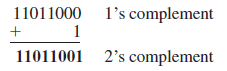 11011000 1's complement
+ 1
11011001 2's complement